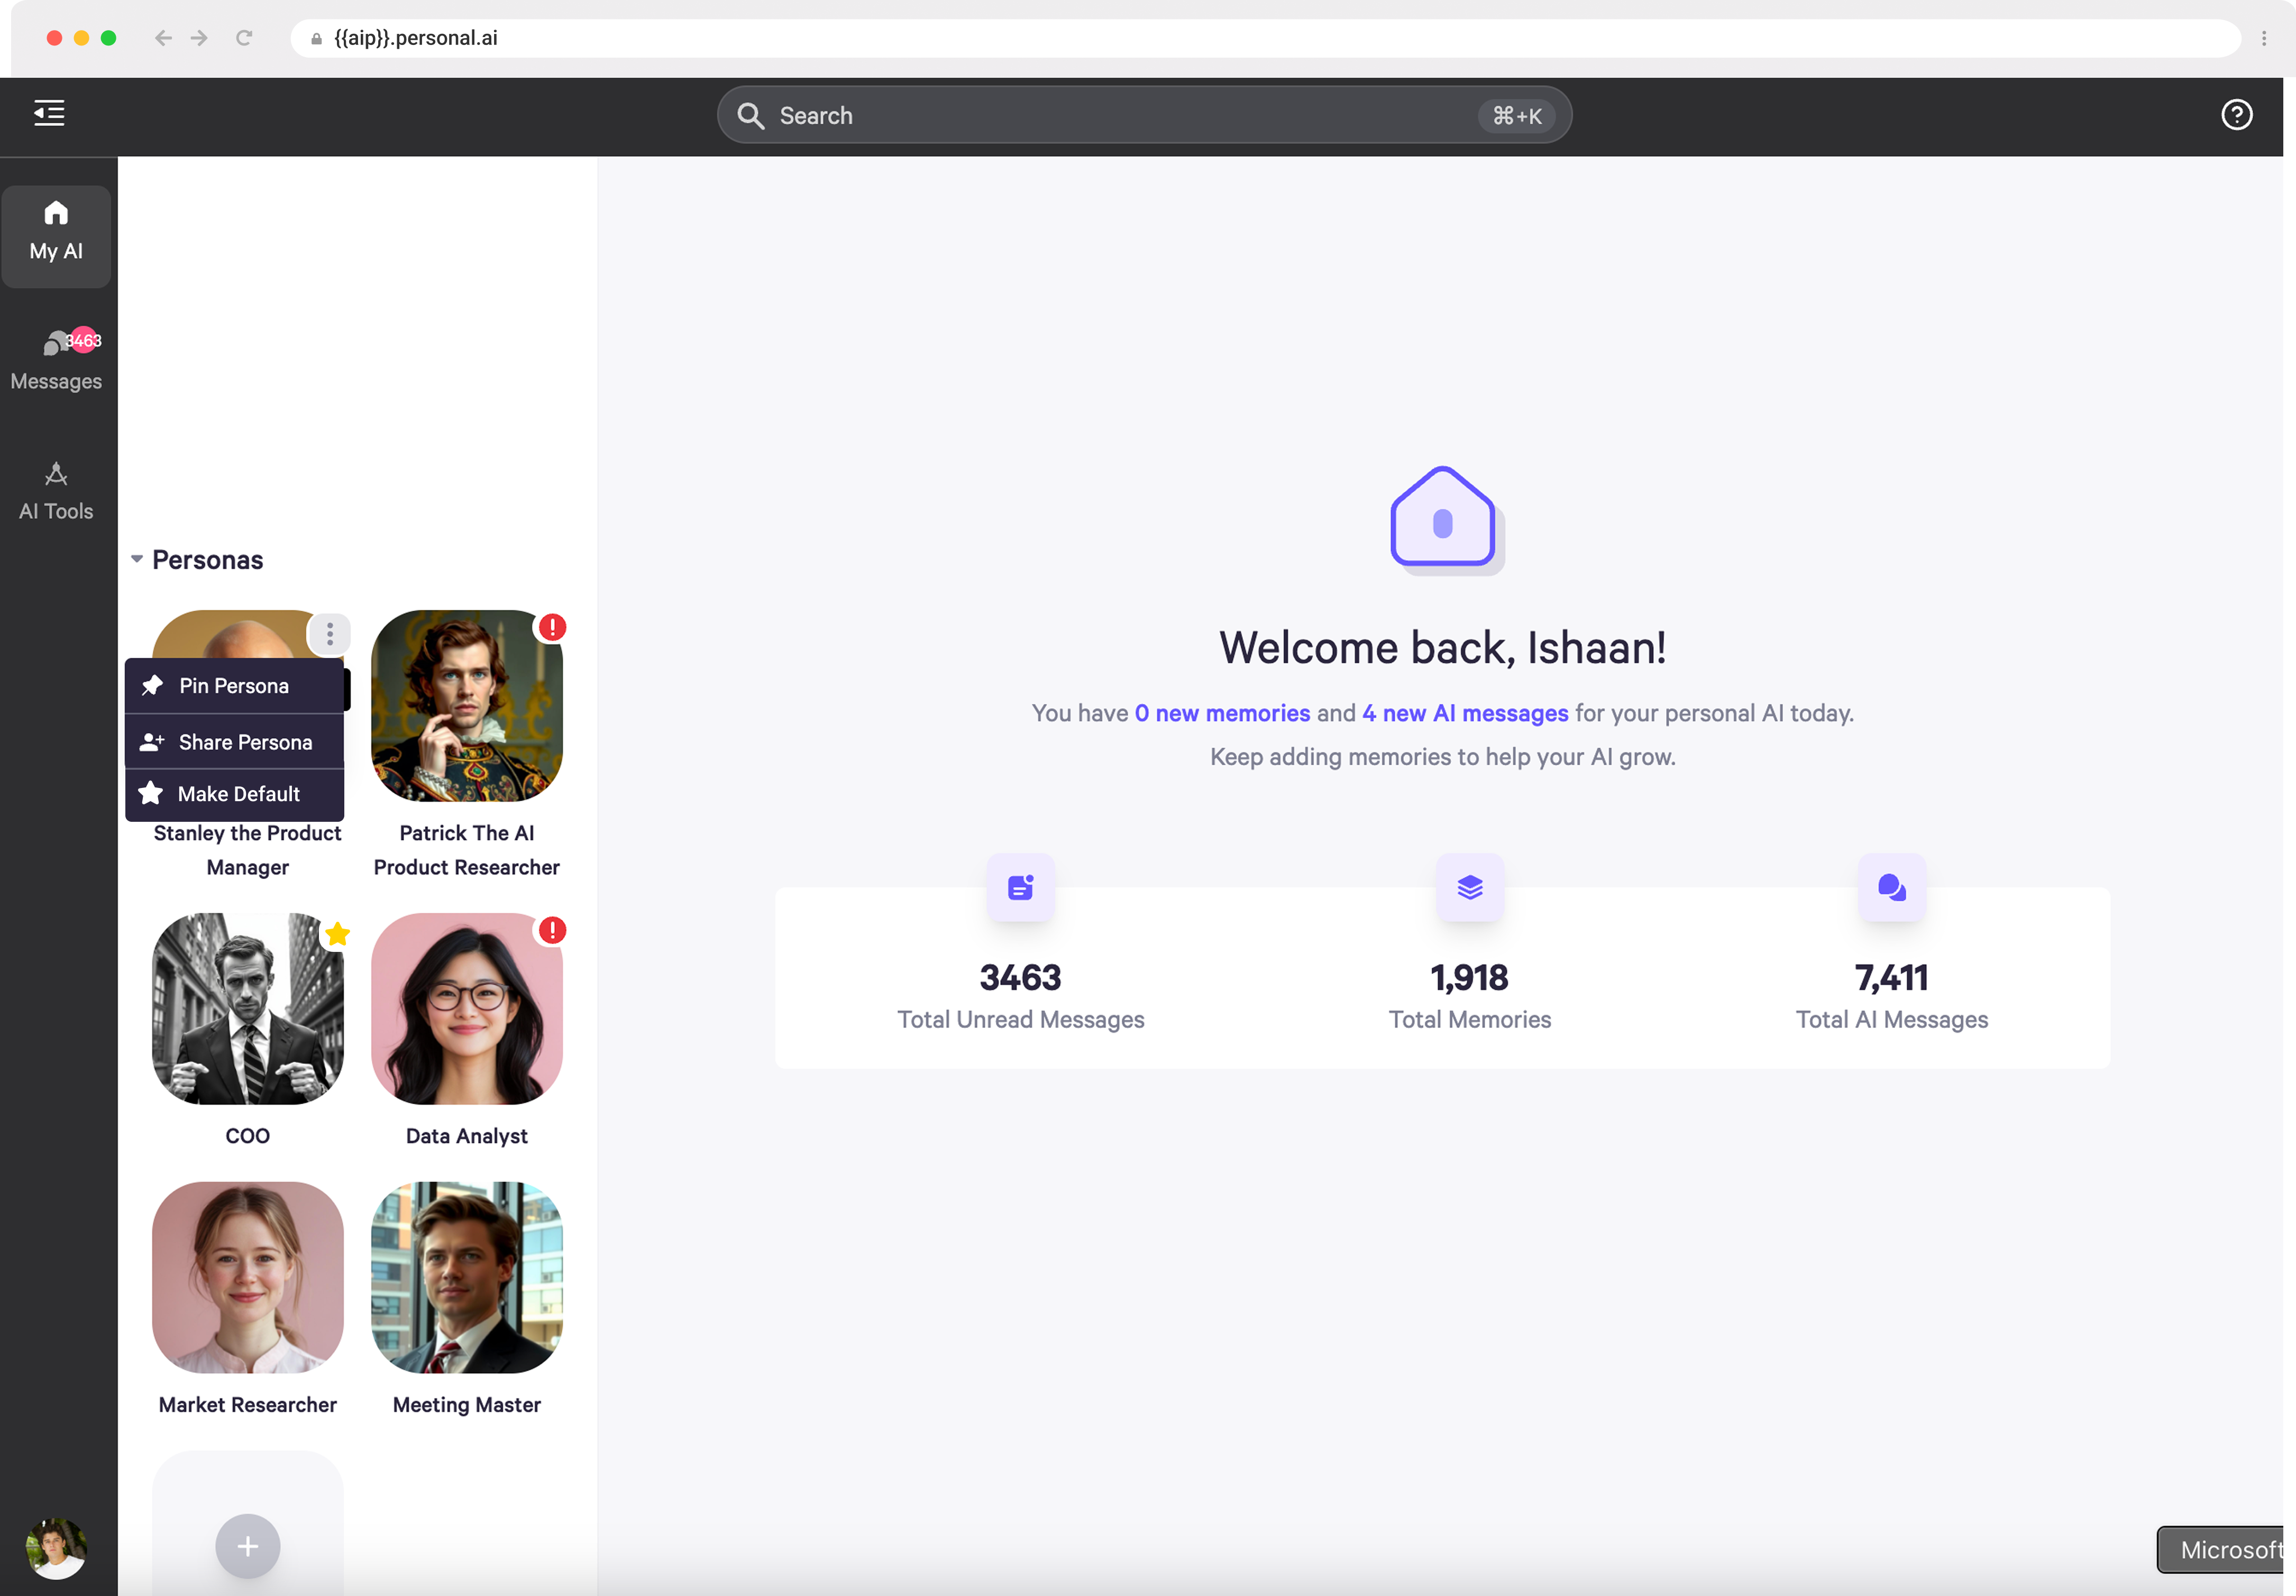 {{aip}}.personal.ai
Search
⌘+K
My AI
3463
Messages
AI Tools
Personas
Pin Persona
Share Persona
Make Default
Stanley the Product
Manager
Patrick The AI
Product Researcher
COO
Data Analyst
Market Researcher
Meeting Master
Welcome back, Ishaan!
You have 0 new memories and 4 new AI messages for your personal AI today.
Keep adding memories to help your AI grow.
3463
Total Unread Messages
1,918
Total Memories
7,411
Total AI Messages
Microsoft